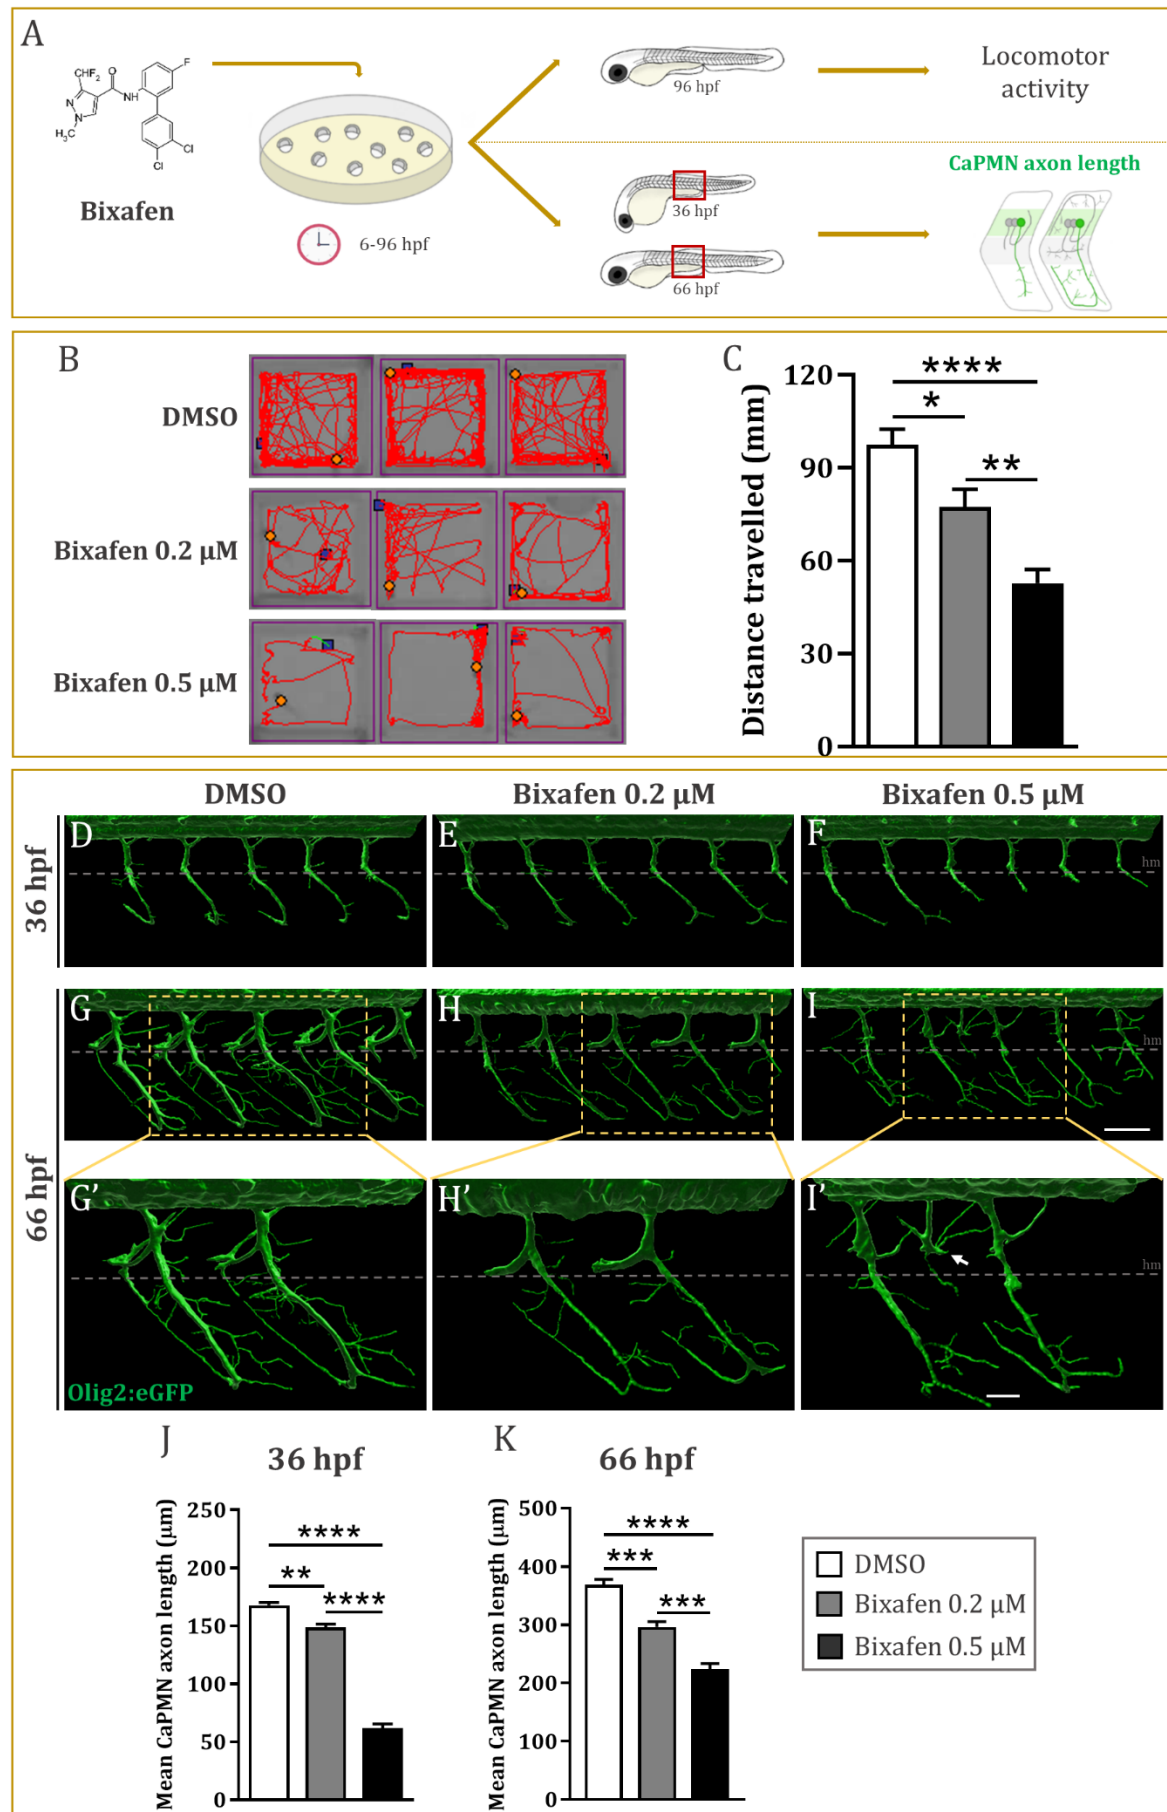 A
CHF₂
O
F
NH
N
N
H₃C
Cl
Cl
Bixafen
6-96 hpf
96 hpf
Locomotor
activity
36 hpf
66 hpf
CaPMN axon length
B
DMSO
Bixafen 0.2 µM
Bixafen 0.5 µM
C
Distance travelled (mm)
120
90
60
30
0
****
*
**
DMSO
Bixafen 0.2 µM
Bixafen 0.5 µM
36 hpf
D
E
F
hm
66 hpf
G
H
I
hm
G'
H'
I'
hm
Olig2:eGFP
J
36 hpf
Mean CaPMN axon length (µm)
250
200
150
100
50
0
****
**
****
K
66 hpf
Mean CaPMN axon length (µm)
500
400
300
200
100
0
****
***
***
DMSO
Bixafen 0.2 µM
Bixafen 0.5 µM